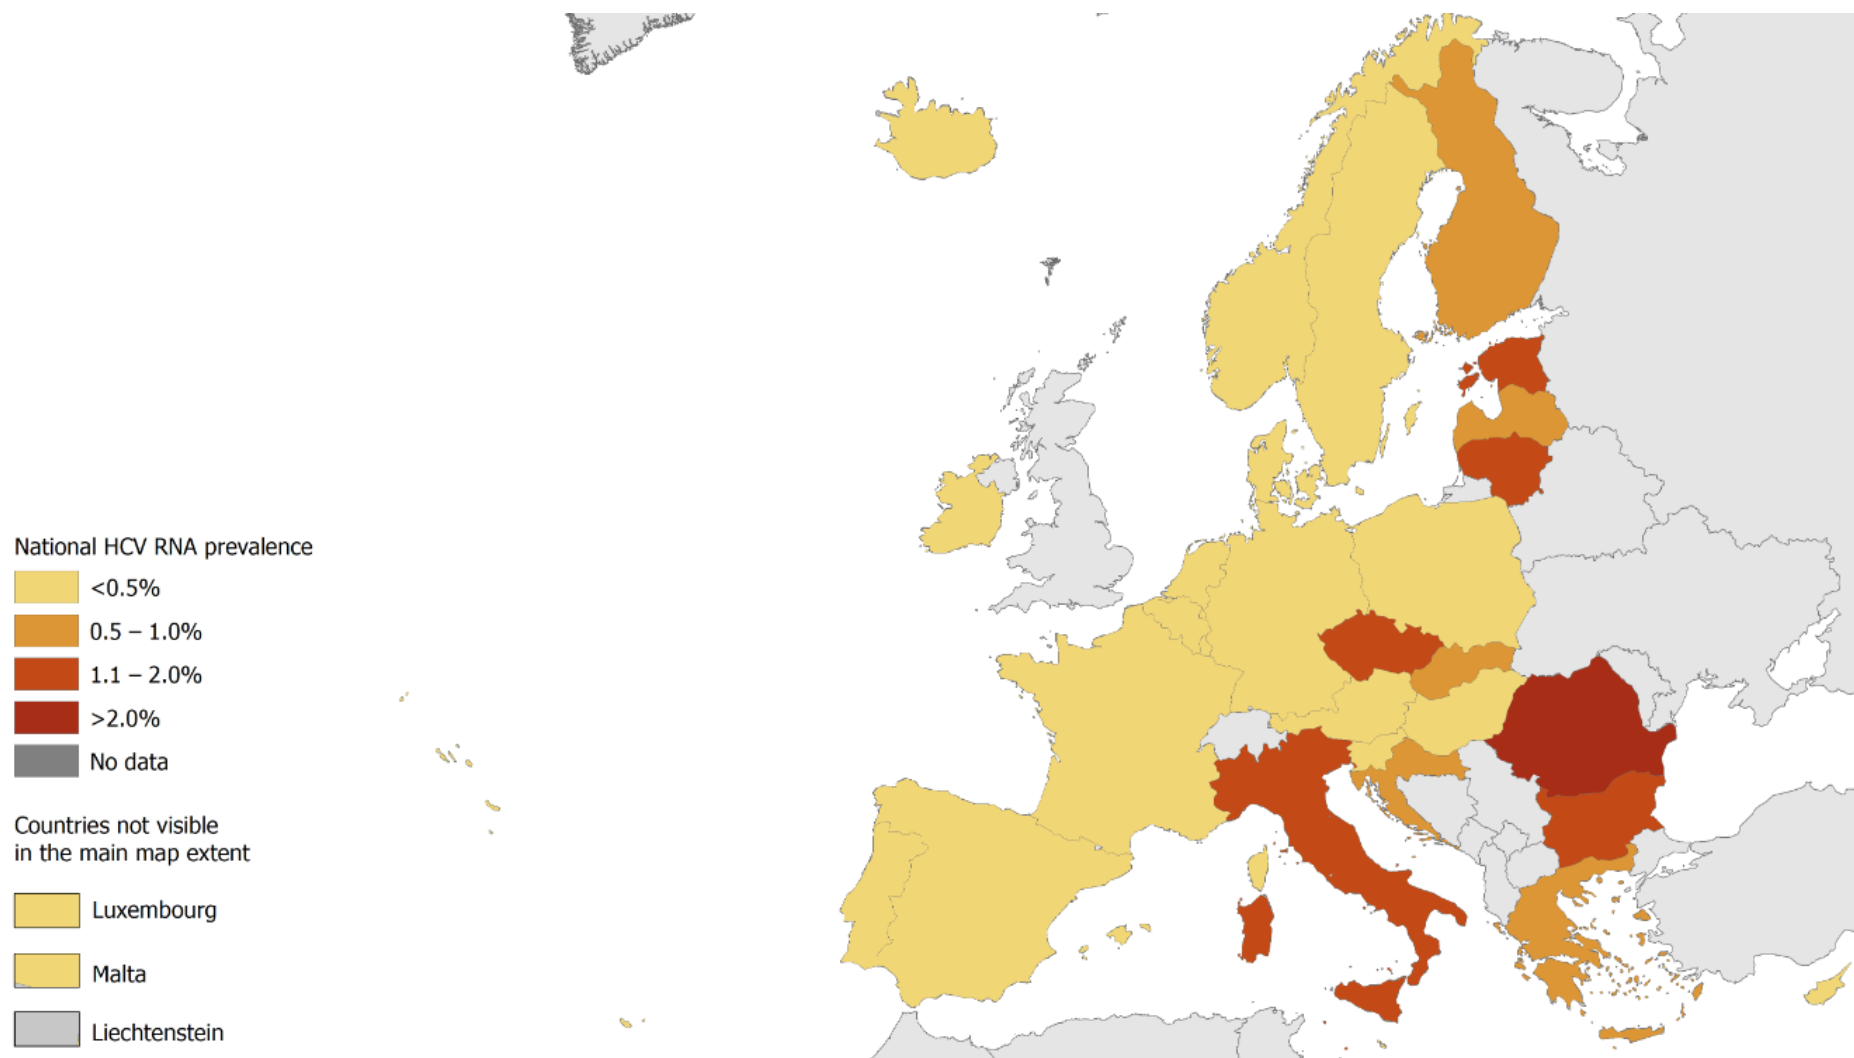 National HCV RNA prevalence
<0.5%
0.5 – 1.0%
1.1 – 2.0%
>2.0%
No data
Countries not visible
in the main map extent
Luxembourg
Malta
Liechtenstein